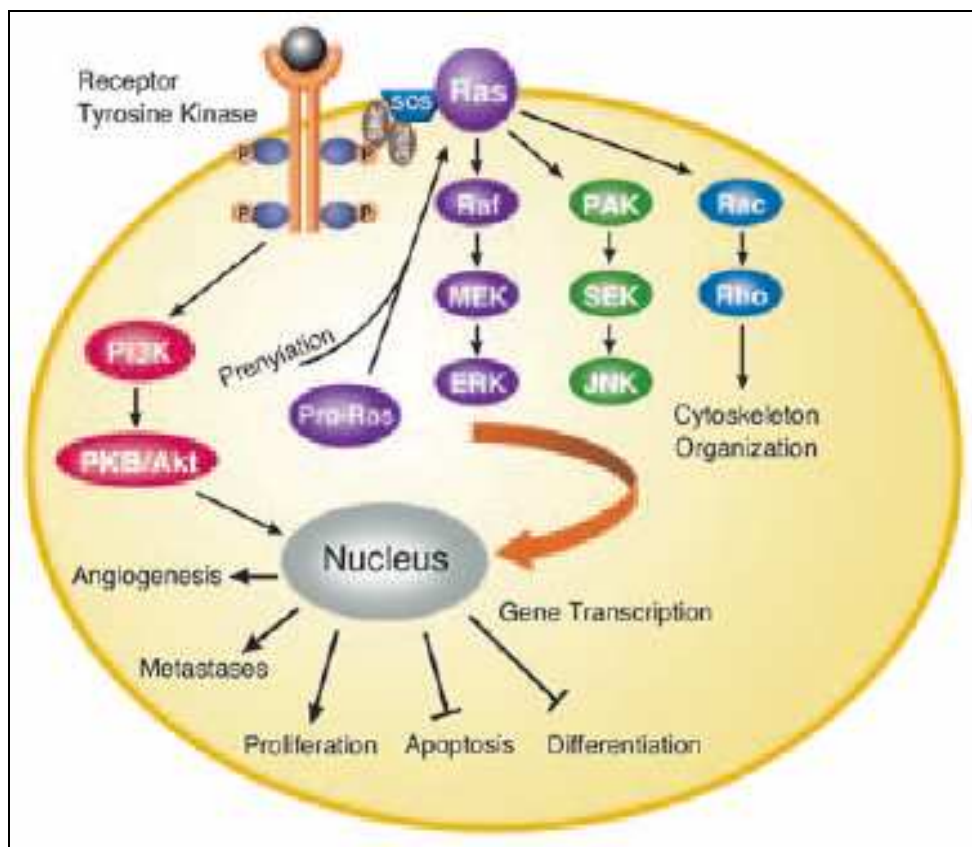 Receptor
Tyrosine Kinase
SOS
Ras
P
P
P
P
Raf
PAK
Rac
MEK
SEK
Rho
PI3K
Prenylation
ERK
JNK
Pro-Ras
Cytoskeleton
Organization
PKB/Akt
Nucleus
Angiogenesis
Gene Transcription
Metastases
Proliferation
Apoptosis
Differentiation